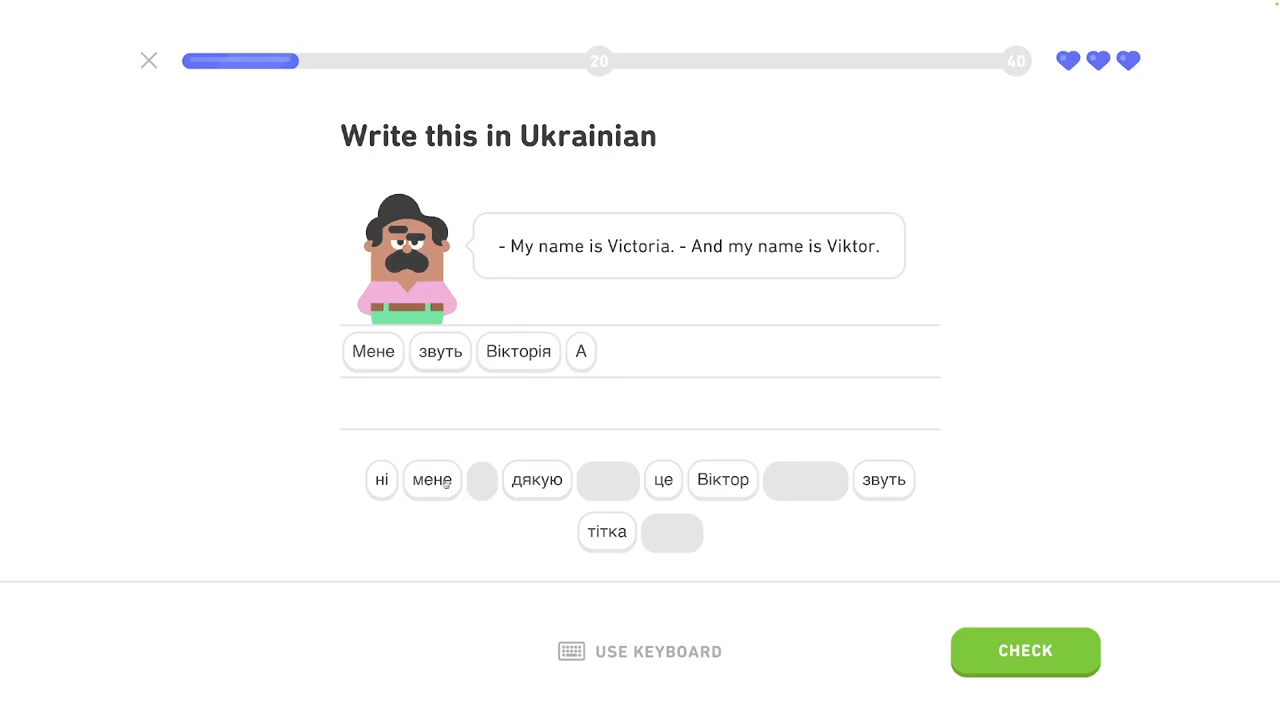 20
40
Write this in Ukrainian
- My name is Victoria. - And my name is Viktor.
Мене звуть Вікторія А
ні мене дякую це Віктор звуть
тітка
USE KEYBOARD
CHECK